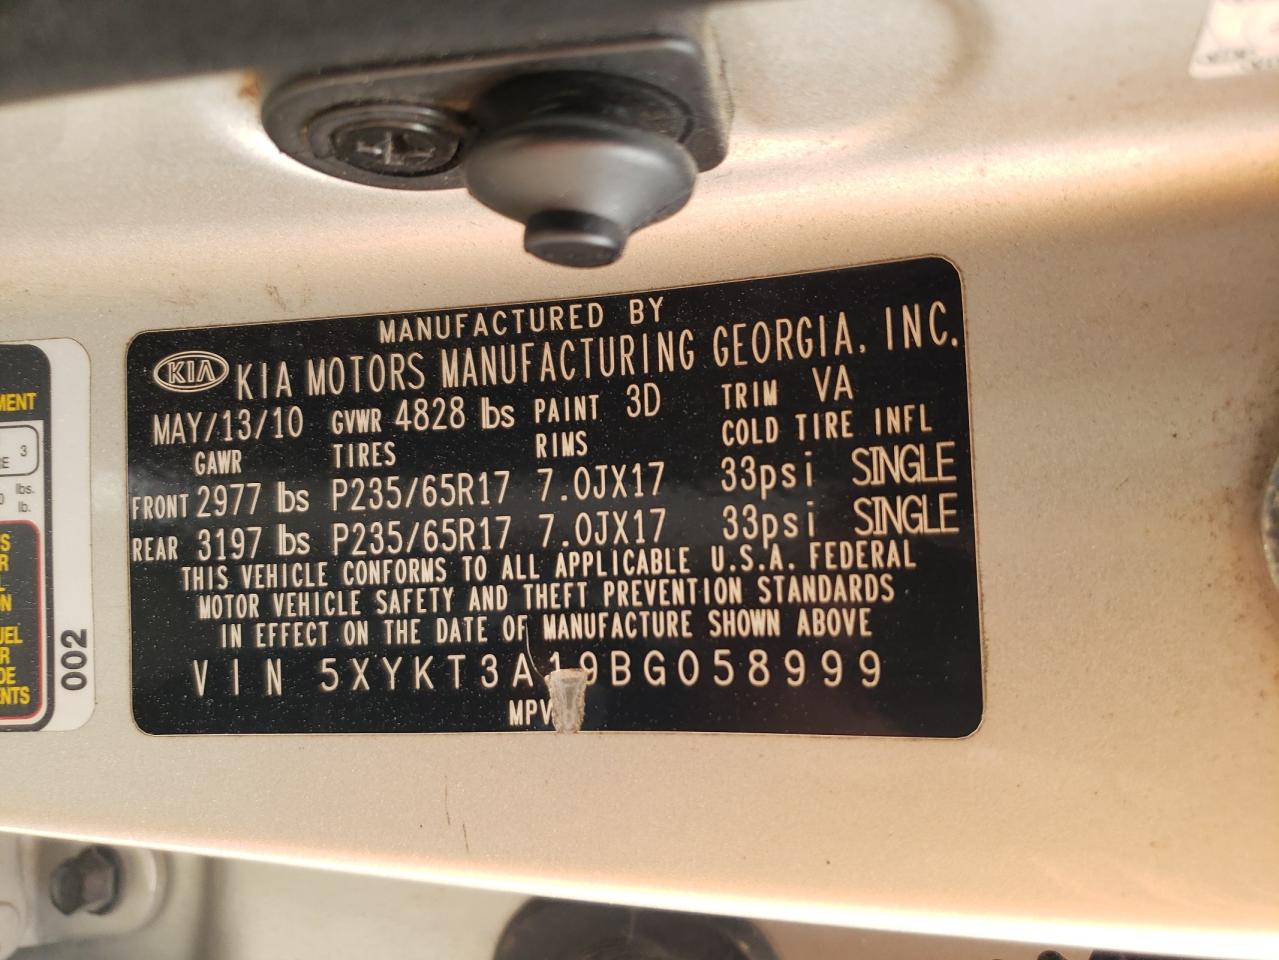 MANUFACTURED BY
KIA KIA MOTORS MANUFACTURING GEORGIA, INC.
MAY/13/10 GVWR 4828 lbs PAINT 3D TRIM VA
GAWR TIRES RIMS COLD TIRE INFL
FRONT 2977 lbs P235/65R17 7.0JX17 33psi SINGLE
REAR 3197 lbs P235/65R17 7.0JX17 33psi SINGLE
THIS VEHICLE CONFORMS TO ALL APPLICABLE U.S.A. FEDERAL
MOTOR VEHICLE SAFETY AND THEFT PREVENTION STANDARDS
IN EFFECT ON THE DATE OF MANUFACTURE SHOWN ABOVE
VIN 5XYKT3A19BG058999
MPV
3
lbs.
lb.
002